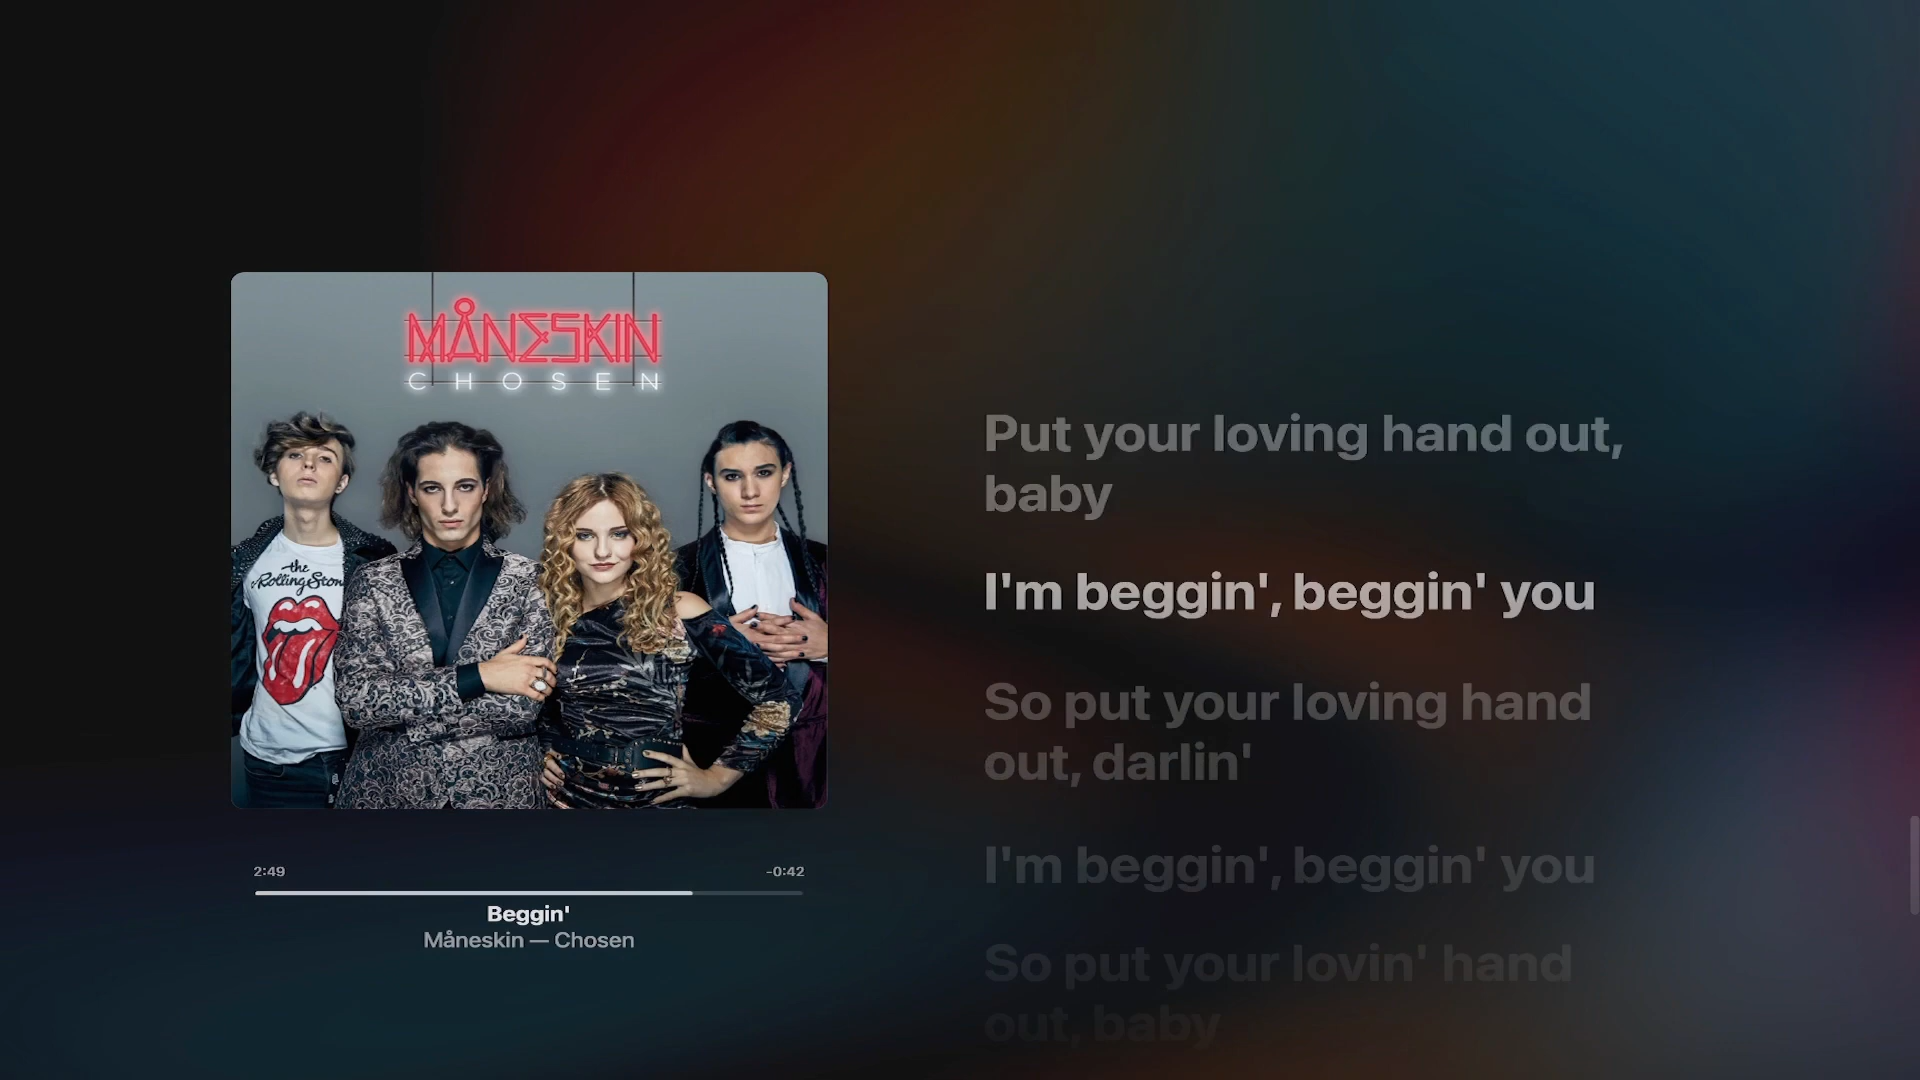 MÅNESKIN
CHOSEN
the
Rolling Ston
2:49
-0:42
Beggin'
Måneskin — Chosen
Put your loving hand out,
baby
I'm beggin', beggin' you
So put your loving hand
out, darlin'
I'm beggin', beggin' you
So put your lovin' hand
out, baby